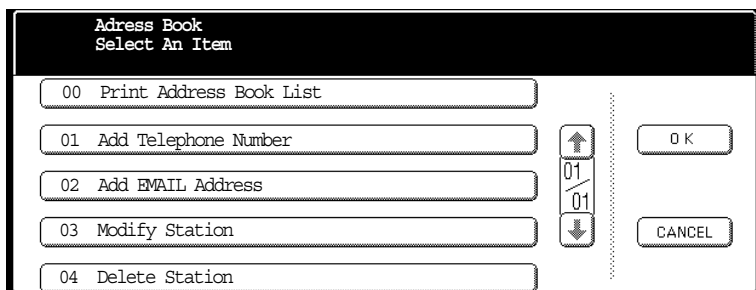 Adress Book
Select An Item
00 Print Address Book List
01 Add Telephone Number
02 Add EMAIL Address
03 Modify Station
04 Delete Station
01
01
OK
CANCEL